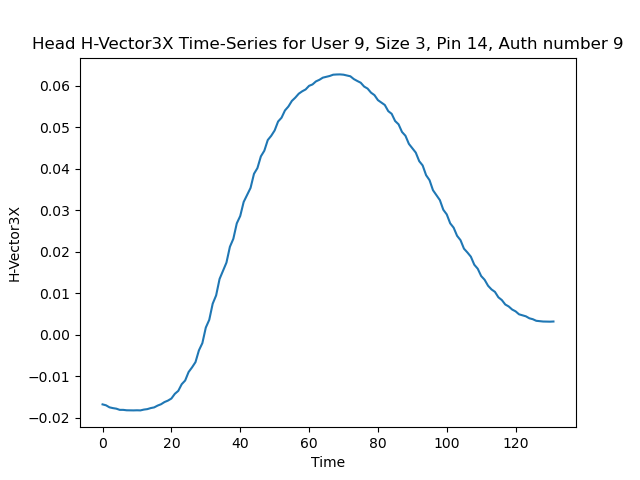 Head H-Vector3X Time-Series for User 9, Size 3, Pin 14, Auth number 9
0.06
0.05
0.04
0.03
0.02
0.01
0.00
−0.01
−0.02
H-Vector3X
0 20 40 60 80 100 120
Time